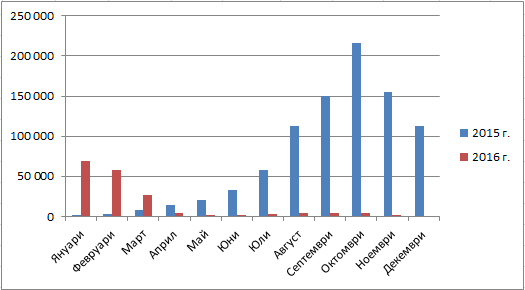 250 000
200 000
150 000
100 000
50 000
0
Януари
Февруари
Март
Април
Май
Юни
Юли
Август
Септември
Октомври
Ноември
Декември
2015 г.
2016 г.